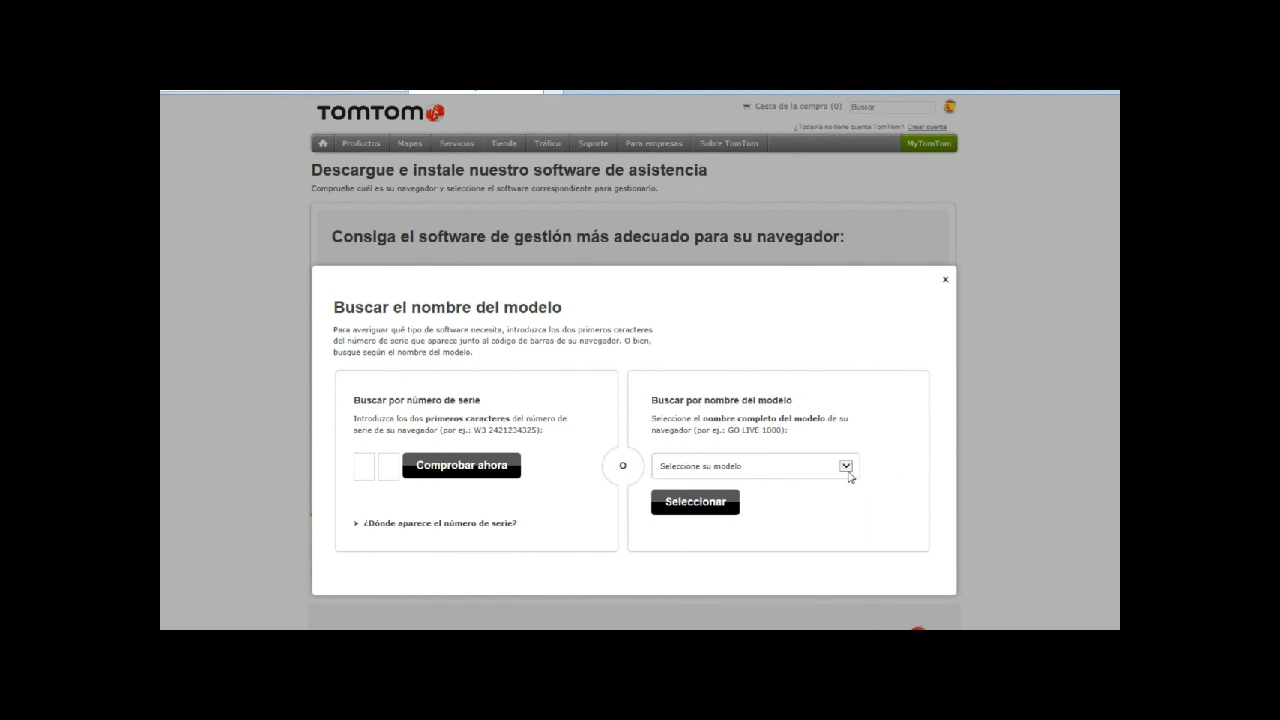 TOMTOM
Cesta de la compra (0)
Buscar
¿Todavía no tiene cuenta TomTom? Crear cuenta
Productos Mapas Servicios Tienda Tráfico Soporte Para empresas Sobre TomTom MyTomTom
Descargue e instale nuestro software de asistencia
Compruebe cuál es su navegador y seleccione el software correspondiente para gestionarlo.
Consiga el software de gestión más adecuado para su navegador:
x
Buscar el nombre del modelo
Para averiguar qué tipo de software necesita, introduzca los dos primeros caracteres
del número de serie que aparece junto al código de barras de su navegador. O bien,
busque según el nombre del modelo.
Buscar por número de serie
Introduzca los dos primeros caracteres del número de
serie de su navegador (por ej.: W3 2421234325):
Comprobar ahora
¿Dónde aparece el número de serie?
O
Buscar por nombre del modelo
Seleccione el nombre completo del modelo de su
navegador (por ej.: GO LIVE 1000):
Seleccione su modelo
Seleccionar